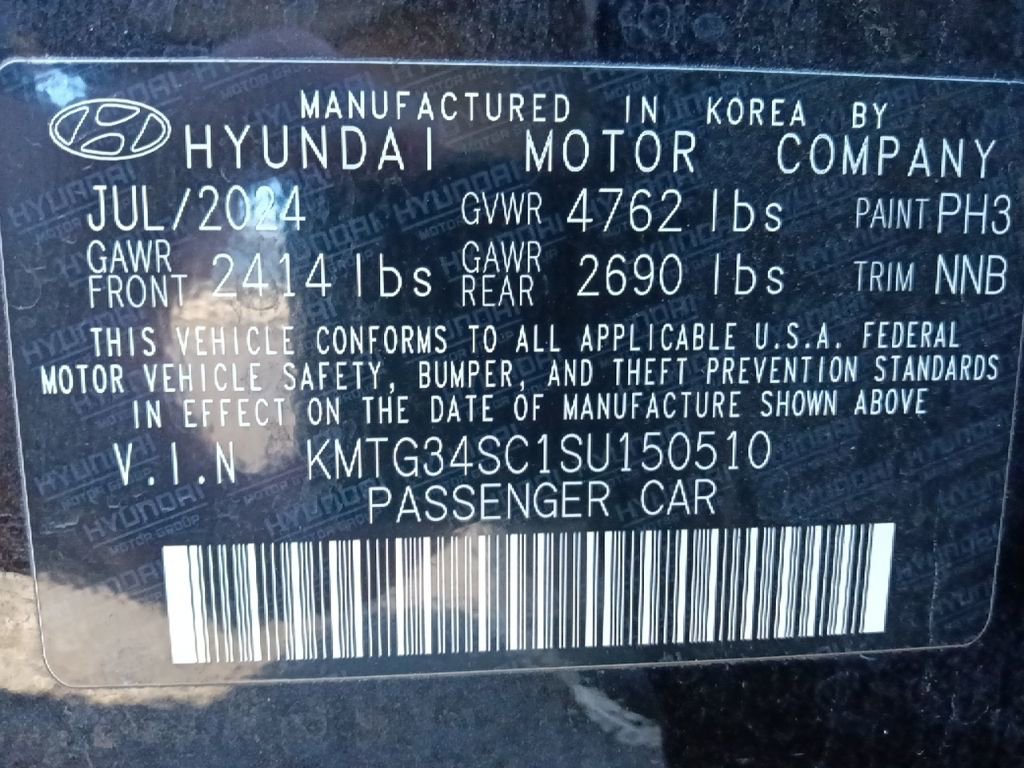 MANUFACTURED IN KOREA BY
HYUNDAI MOTOR COMPANY
JUL/2024 GVWR 4762 lbs PAINT PH3
GAWR FRONT 2414 lbs GAWR REAR 2690 lbs TRIM NNB
THIS VEHICLE CONFORMS TO ALL APPLICABLE U.S.A. FEDERAL
MOTOR VEHICLE SAFETY, BUMPER, AND THEFT PREVENTION STANDARDS
IN EFFECT ON THE DATE OF MANUFACTURE SHOWN ABOVE
V.I.N KMTG34SC1SU150510
PASSENGER CAR